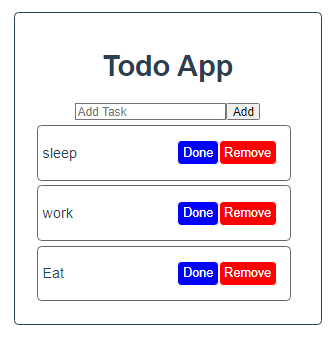 Todo App
Add Task Add
sleep Done Remove
work Done Remove
Eat Done Remove